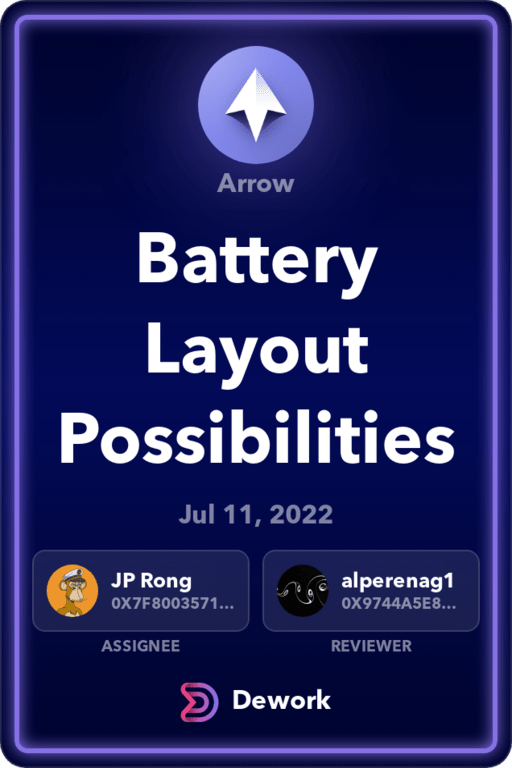 Arrow
Battery
Layout
Possibilities
Jul 11, 2022
JP Rong
0X7F8003571...
ASSIGNEE
alperenag1
0X9744A5E8...
REVIEWER
Dework